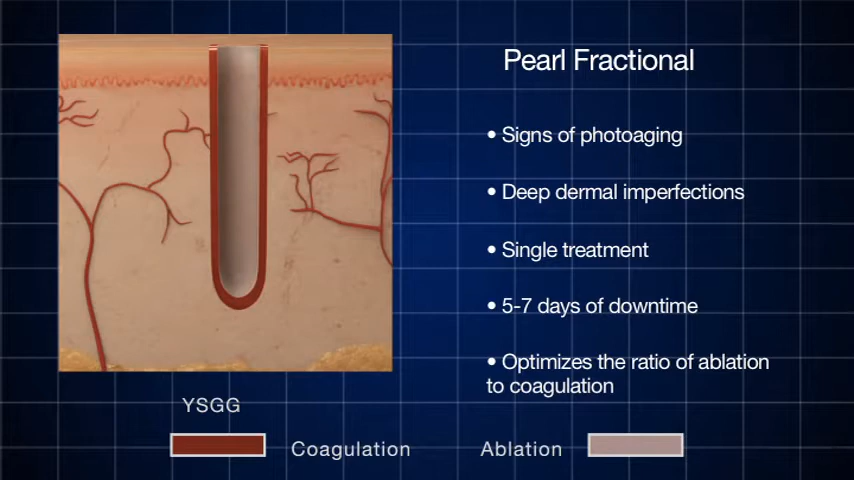 Pearl Fractional
• Signs of photoaging
• Deep dermal imperfections
• Single treatment
• 5-7 days of downtime
• Optimizes the ratio of ablation
to coagulation
YSGG
Coagulation
Ablation